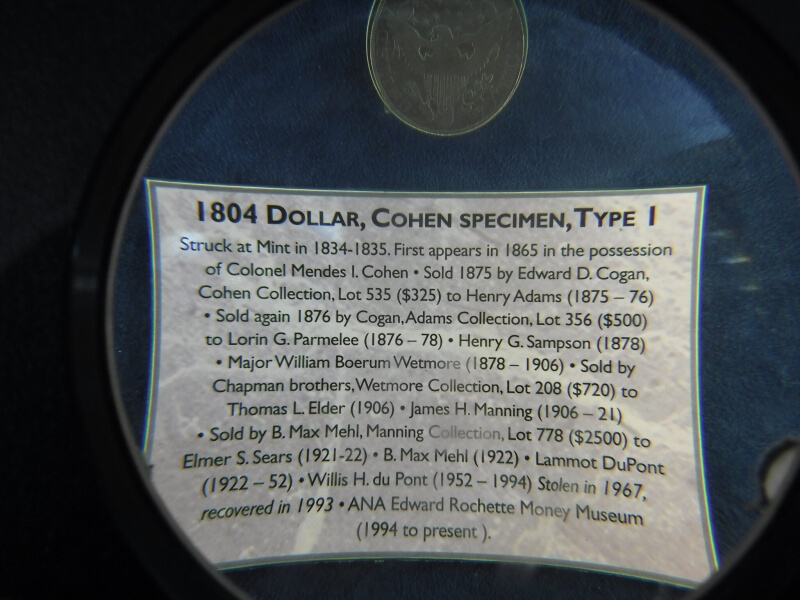 1804 DOLLAR, COHEN SPECIMEN, TYPE 1
Struck at Mint in 1834-1835. First appears in 1865 in the possession
of Colonel Mendes I. Cohen • Sold 1875 by Edward D. Cogan,
Cohen Collection, Lot 535 ($325) to Henry Adams (1875 – 76)
• Sold again 1876 by Cogan, Adams Collection, Lot 356 ($500)
to Lorin G. Parmelee (1876 – 78) • Henry G. Sampson (1878)
• Major William Boerum Wetmore (1878 – 1906) • Sold by
Chapman brothers, Wetmore Collection, Lot 208 ($720) to
Thomas L. Elder (1906) • James H. Manning (1906 – 21)
• Sold by B. Max Mehl, Manning Collection, Lot 778 ($2500) to
Elmer S. Sears (1921-22) • B. Max Mehl (1922) • Lammot DuPont
(1922 – 52) • Willis H. du Pont (1952 – 1994) Stolen in 1967,
recovered in 1993 • ANA Edward Rochette Money Museum
(1994 to present ).